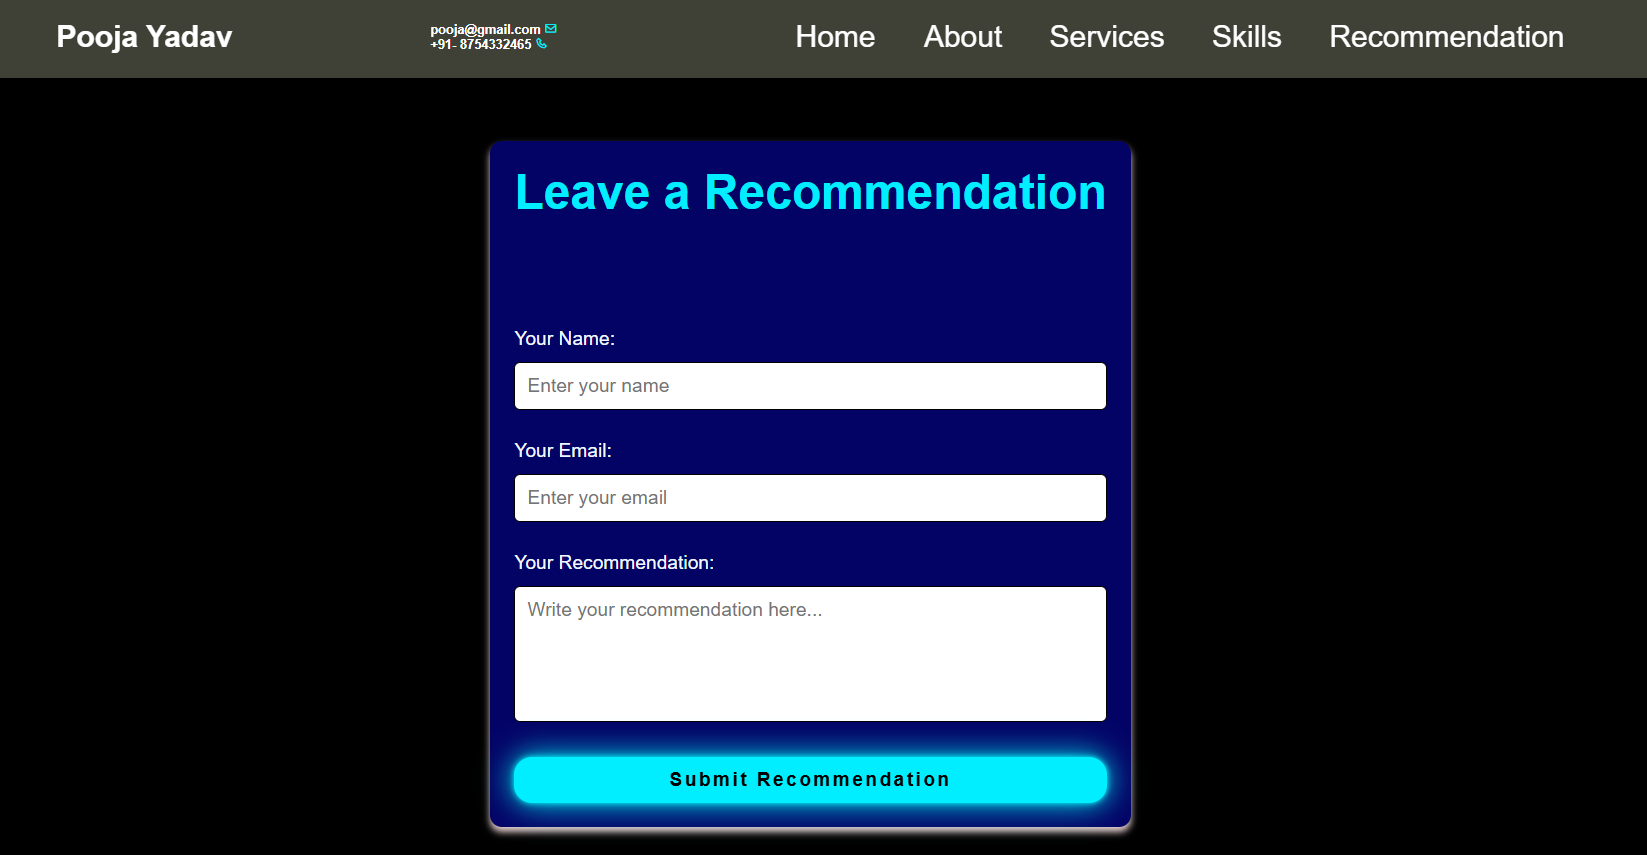 Pooja Yadav
pooja@gmail.com
+91- 8754332465
Home About Services Skills Recommendation
Leave a Recommendation
Your Name:
Enter your name
Your Email:
Enter your email
Your Recommendation:
Write your recommendation here...
Submit Recommendation